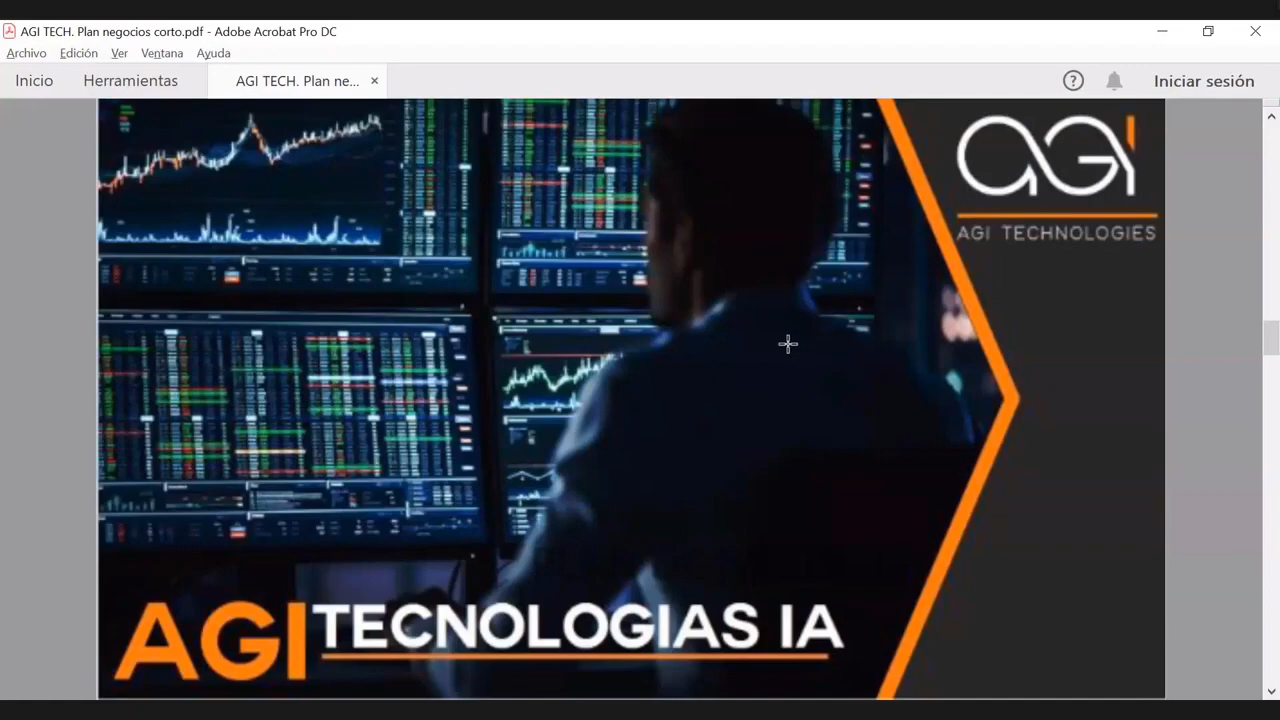 AGI TECH. Plan negocios corto.pdf - Adobe Acrobat Pro DC
Archivo Edición Ver Ventana Ayuda
Inicio Herramientas AGI TECH. Plan ne... × ? Iniciar sesión
AGI
AGI TECHNOLOGIES
AGI TECNOLOGIAS IA